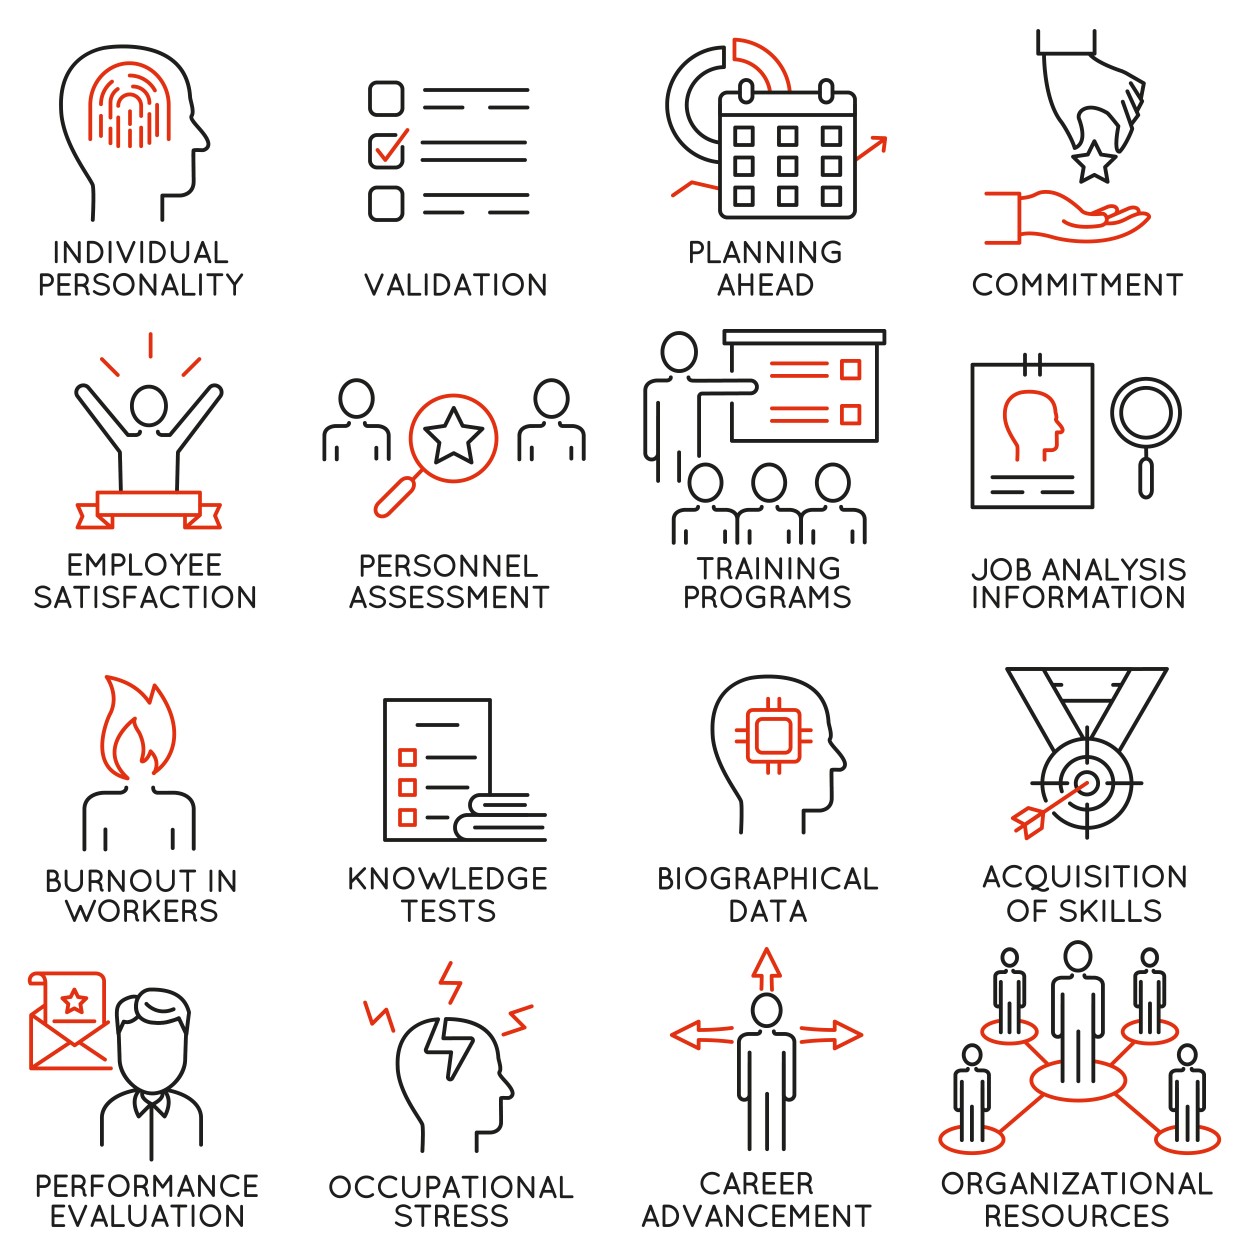 INDIVIDUAL
PERSONALITY
VALIDATION
PLANNING
AHEAD
COMMITMENT
EMPLOYEE
SATISFACTION
PERSONNEL
ASSESSMENT
TRAINING
PROGRAMS
JOB ANALYSIS
INFORMATION
BURNOUT IN
WORKERS
KNOWLEDGE
TESTS
BIOGRAPHICAL
DATA
ACQUISITION
OF SKILLS
PERFORMANCE
EVALUATION
OCCUPATIONAL
STRESS
CAREER
ADVANCEMENT
ORGANIZATIONAL
RESOURCES